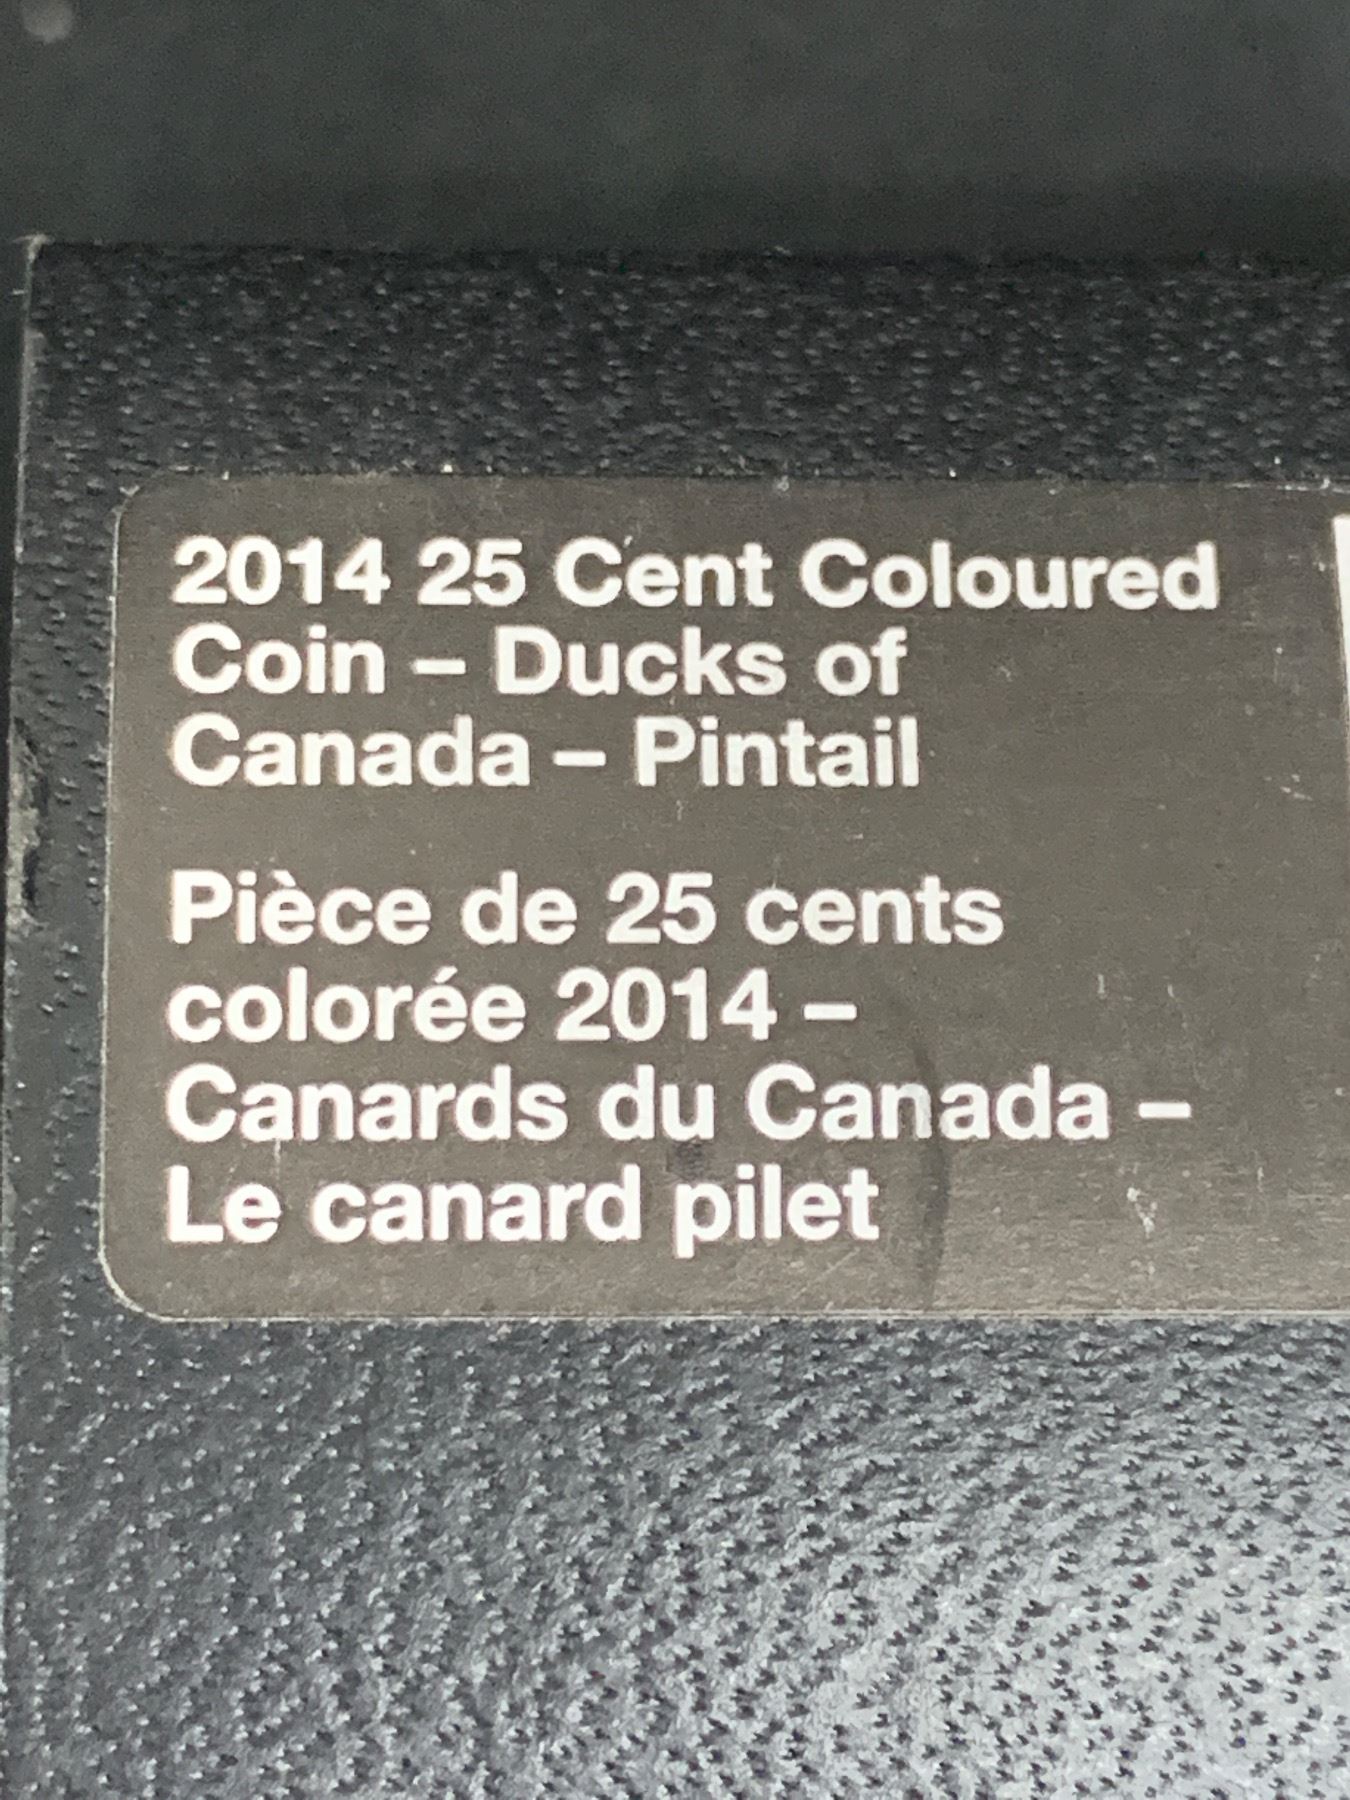 2014 25 Cent Coloured
Coin – Ducks of
Canada – Pintail
Pièce de 25 cents
colorée 2014 –
Canards du Canada –
Le canard pilet